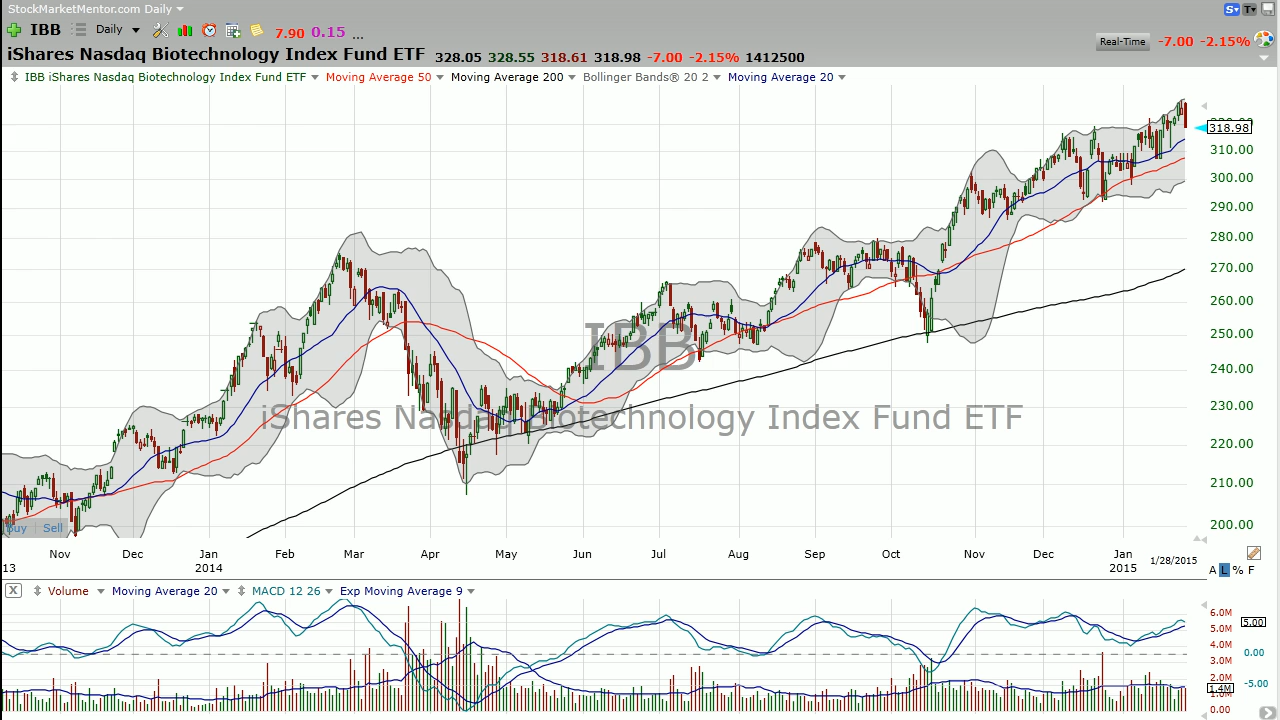 StockMarketMentor.com Daily
S T
IBB Daily 7.90 0.15 ...
iShares Nasdaq Biotechnology Index Fund ETF 328.05 328.55 318.61 318.98 -7.00 -2.15% 1412500
Real-Time -7.00 -2.15%
IBB iShares Nasdaq Biotechnology Index Fund ETF Moving Average 50 Moving Average 200 Bollinger Bands® 20 2 Moving Average 20
318.98
310.00
300.00
290.00
280.00
270.00
260.00
250.00
240.00
230.00
220.00
210.00
200.00
IBB
iShares Nasdaq Biotechnology Index Fund ETF
Buy Sell
Nov Dec Jan Feb Mar Apr May Jun Jul Aug Sep Oct Nov Dec Jan 1/28/2015
13 2014 2015
A L % F
X Volume Moving Average 20 MACD 12 26 Exp Moving Average 9
6.0M
5.00
5.0M
4.0M
0.00
3.0M
2.0M
-5.00
1.4M
1.0M
0.00